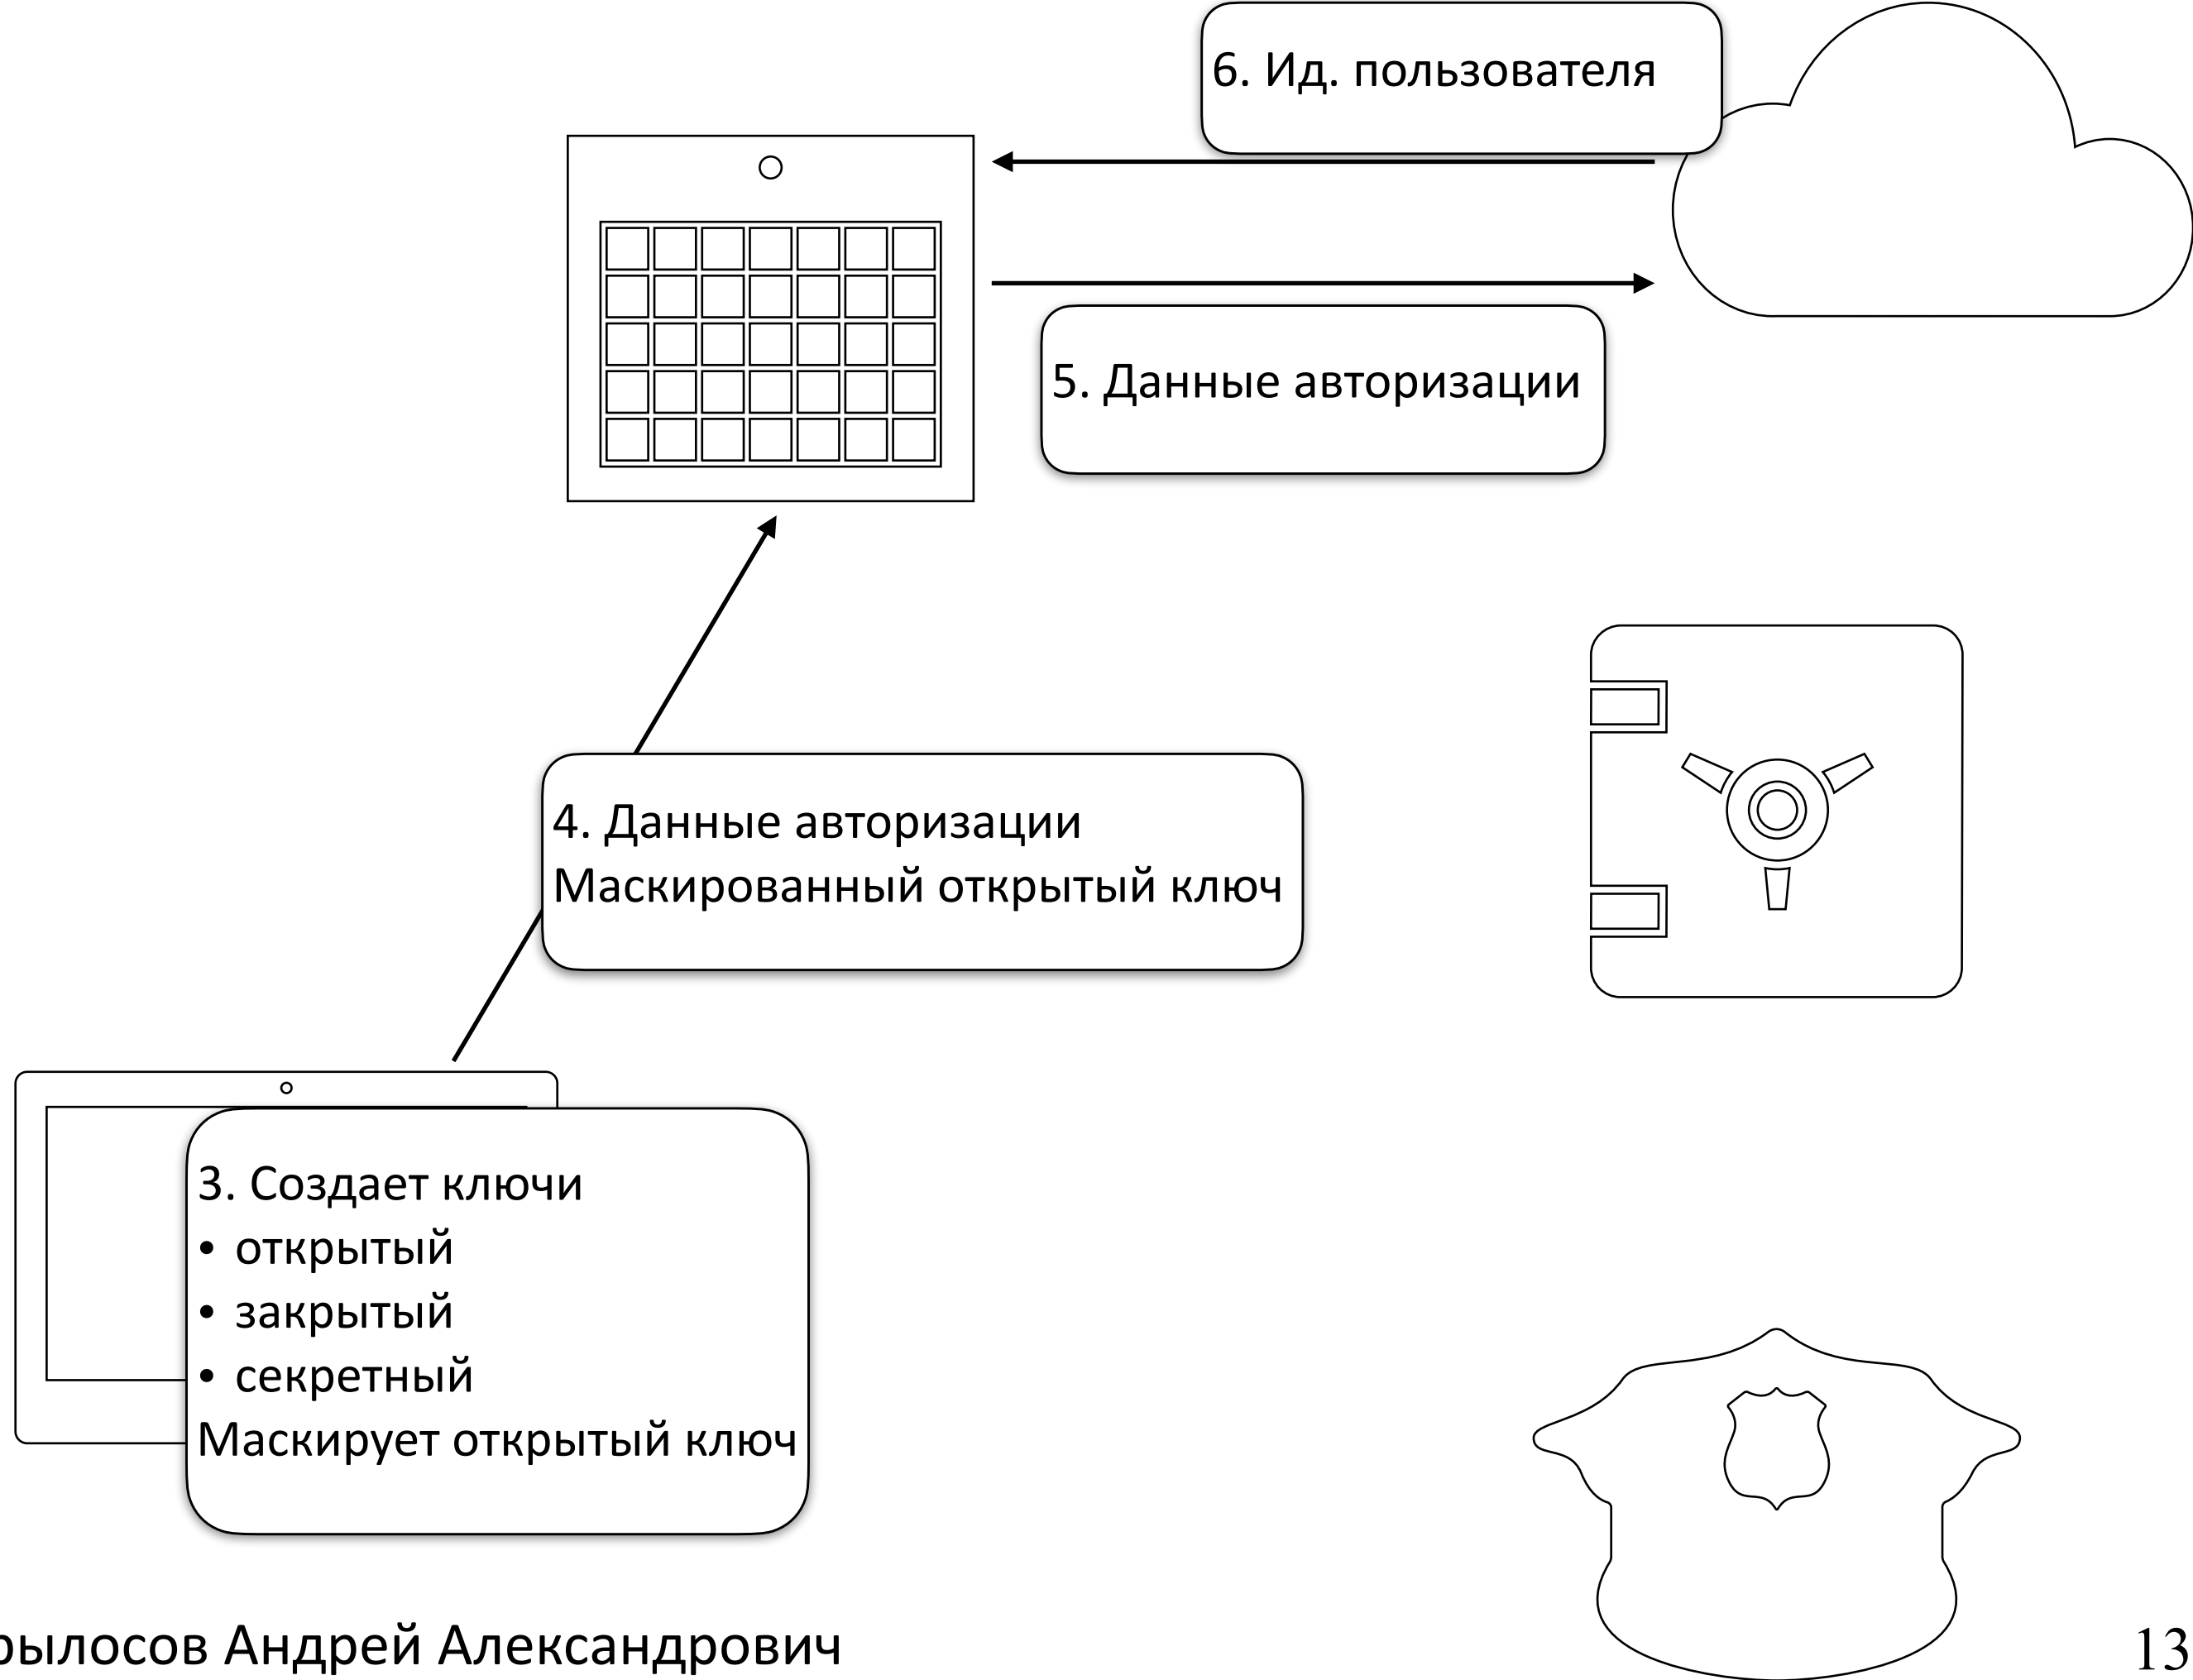 6. Ид. пользователя
5. Данные авторизации
4. Данные авторизации
Маскированный открытый ключ
3. Создает ключи
• открытый
• закрытый
• секретный
Маскирует открытый ключ
Андрей Александрович
13